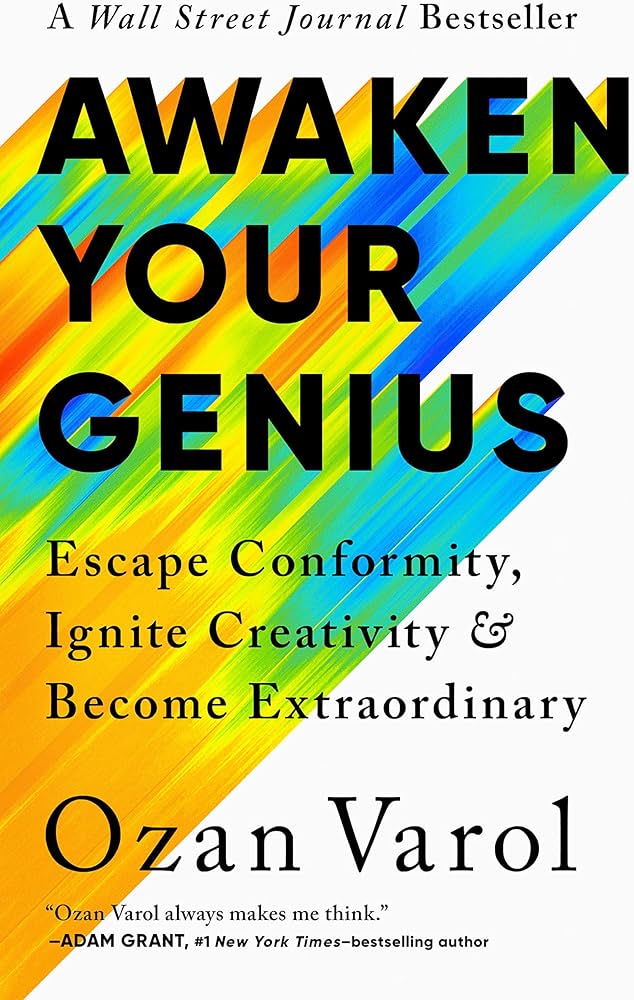 A Wall Street Journal Bestseller
AWAKEN
YOUR
GENIUS
Escape Conformity,
Ignite Creativity &
Become Extraordinary
Ozan Varol
“Ozan Varol always makes me think.”
—ADAM GRANT, #1 New York Times–bestselling author